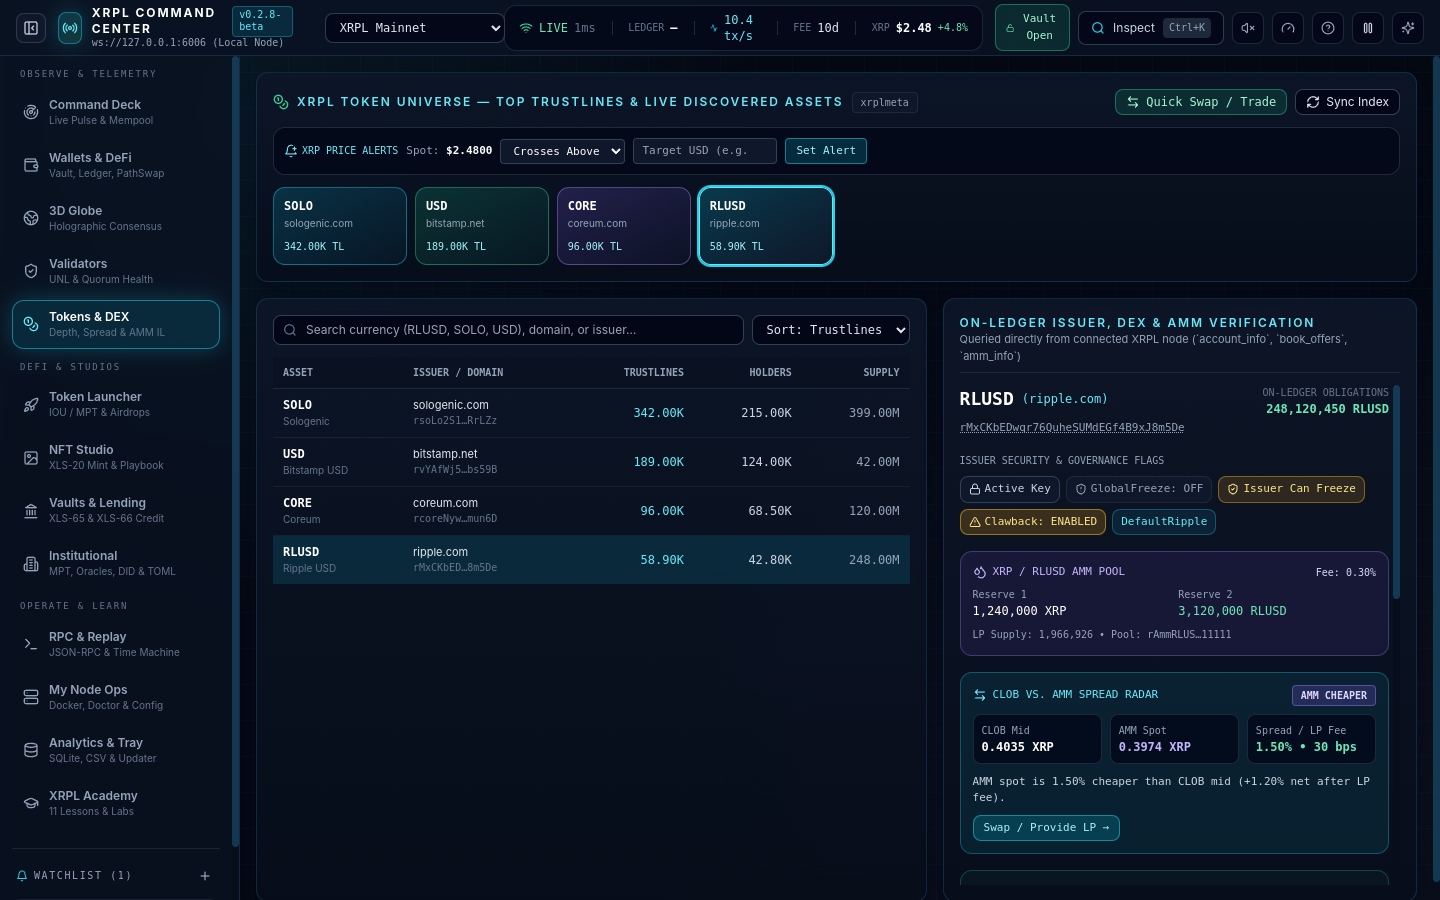 XRPL COMMAND CENTER
v0.2.8-beta
ws://127.0.0.1:6006 (Local Node)
XRPL Mainnet
LIVE 1ms
LEDGER —
10.4 tx/s
FEE 10d
XRP $2.48 +4.8%
Vault Open
Inspect Ctrl+K
OBSERVE & TELEMETRY
Command Deck
Live Pulse & Mempool
Wallets & DeFi
Vault, Ledger, PathSwap
3D Globe
Holographic Consensus
Validators
UNL & Quorum Health
Tokens & DEX
Depth, Spread & AMM IL
DEFI & STUDIOS
Token Launcher
IOU / MPT & Airdrops
NFT Studio
XLS-20 Mint & Playbook
Vaults & Lending
XLS-65 & XLS-66 Credit
Institutional
MPT, Oracles, DID & TOML
OPERATE & LEARN
RPC & Replay
JSON-RPC & Time Machine
My Node Ops
Docker, Doctor & Config
Analytics & Tray
SQLite, CSV & Updater
XRPL Academy
11 Lessons & Labs
WATCHLIST (1)
XRPL TOKEN UNIVERSE — TOP TRUSTLINES & LIVE DISCOVERED ASSETS
xrplmeta
Quick Swap / Trade
Sync Index
XRP PRICE ALERTS Spot: $2.4800
Crosses Above
Target USD (e.g.
Set Alert
SOLO
sologenic.com
342.00K TL
USD
bitstamp.net
189.00K TL
CORE
coreum.com
96.00K TL
RLUSD
ripple.com
58.90K TL
Search currency (RLUSD, SOLO, USD), domain, or issuer...
Sort: Trustlines
ASSET ISSUER / DOMAIN TRUSTLINES HOLDERS SUPPLY
SOLO sologenic.com 342.00K 215.00K 399.00M
Sologenic rsoLo2S1…RrLZz
USD bitstamp.net 189.00K 124.00K 42.00M
Bitstamp USD rvYAfWj5…bs59B
CORE coreum.com 96.00K 68.50K 120.00M
Coreum rcoreNyw…mun6D
RLUSD ripple.com 58.90K 42.80K 248.00M
Ripple USD rMxCKbED…8m5De
ON-LEDGER ISSUER, DEX & AMM VERIFICATION
Queried directly from connected XRPL node (`account_info`, `book_offers`,
`amm_info`)
RLUSD (ripple.com)
ON-LEDGER OBLIGATIONS
248,120,450 RLUSD
rMxCKbEDwqr76QuheSUMdEGf4B9xJ8m5De
ISSUER SECURITY & GOVERNANCE FLAGS
Active Key
GlobalFreeze: OFF
Issuer Can Freeze
Clawback: ENABLED
DefaultRipple
XRP / RLUSD AMM POOL
Fee: 0.30%
Reserve 1
1,240,000 XRP
Reserve 2
3,120,000 RLUSD
LP Supply: 1,966,926 • Pool: rAmmRLUS…11111
CLOB VS. AMM SPREAD RADAR
AMM CHEAPER
CLOB Mid
0.4035 XRP
AMM Spot
0.3974 XRP
Spread / LP Fee
1.50% • 30 bps
AMM spot is 1.50% cheaper than CLOB mid (+1.20% net after LP
fee).
Swap / Provide LP →